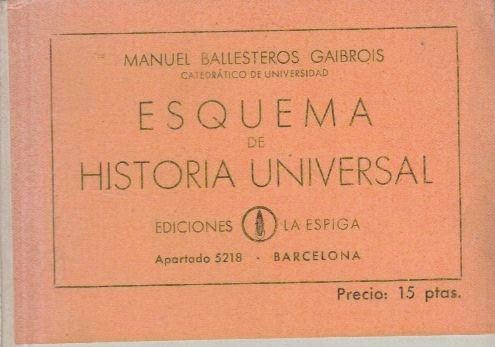 MANUEL BALLESTEROS GAIBROIS
CATEDRÁTICO DE UNIVERSIDAD
ESQUEMA
DE
HISTORIA UNIVERSAL
EDICIONES LA ESPIGA
Apartado 5218 - BARCELONA
Precio: 15 ptas.